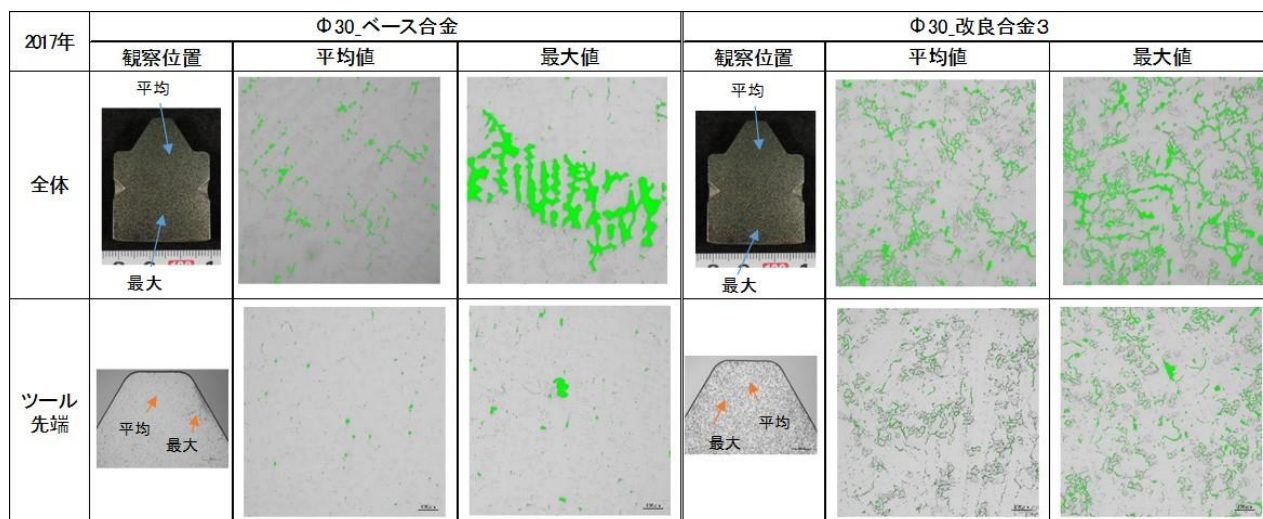 2017年
Φ30_ベース合金
Φ30_改良合金3
観察位置
平均値
最大値
観察位置
平均値
最大値
全体
平均
最大
平均
最大
ツール
先端
平均
最大
平均
最大